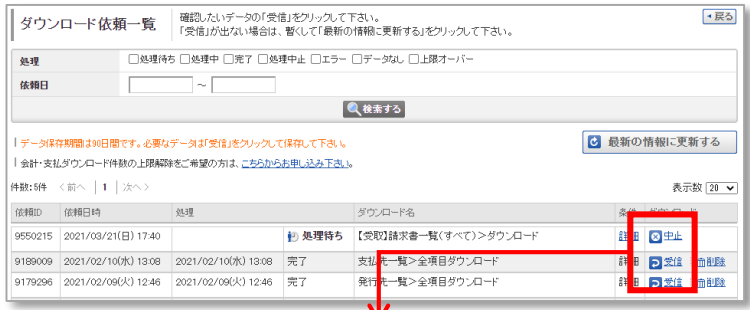 ダウンロード依頼一覧
確認したいデータの「受信」をクリックして下さい。
「受信」が出ない場合は、暫くして「最新の情報に更新する」をクリックして下さい。
戻る
処理
処理待ち 処理中 完了 処理中止 エラー データなし 上限オーバー
依頼日
～
検索する
データ保存期間は90日間です。必要なデータは「受信」をクリックして保存して下さい。
最新の情報に更新する
会計・支払ダウンロード件数の上限解除をご希望の方は、こちらからお申し込み下さい。
件数:5件 <前へ | 1 | 次へ>
表示数 20
依頼ID 依頼日時 処理 ダウンロード名 条件 ダウンロード
9550215 2021/03/21(日) 17:40 処理待ち 【受取】請求書一覧(すべて)>ダウンロード 詳細 中止
9189009 2021/02/10(水) 13:08 2021/02/10(水) 13:08 完了 支払先一覧>全項目ダウンロード 詳細 受信 削除
9179296 2021/02/09(火) 12:46 2021/02/09(火) 12:46 完了 発行先一覧>全項目ダウンロード 詳細 受信 削除